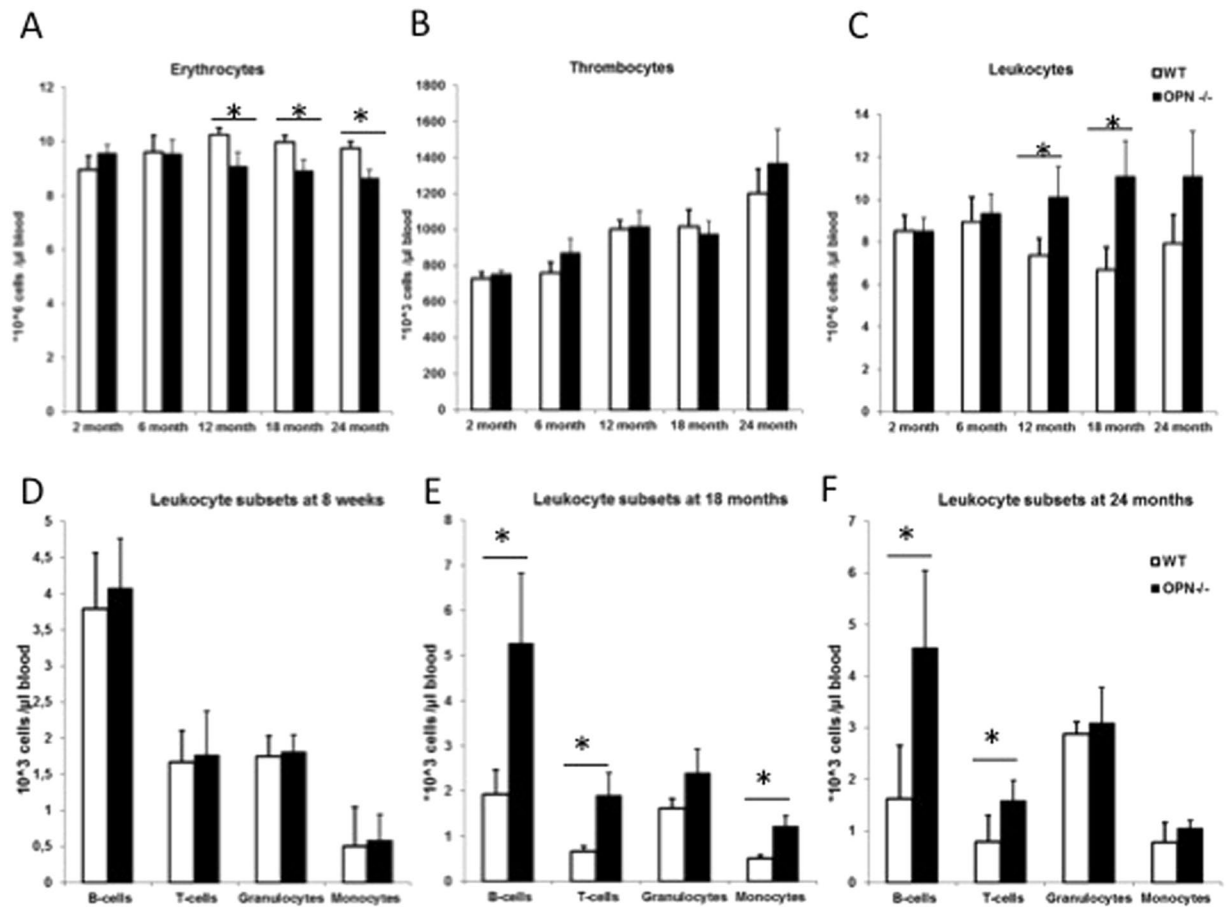 A
B
C
Erythrocytes
Thrombocytes
Leukocytes
WT
OPN -/-
12
10
8
6
4
2
0
*10^6 cells /µl blood
* * *
2 month 6 month 12 month 18 month 24 month
1800
1600
1400
1200
1000
800
600
400
200
0
*10^3 cells /µl blood
2 month 6 month 12 month 18 month 24 month
14
12
10
8
6
4
2
0
*10^6 cells /µl blood
* *
2 month 6 month 12 month 18 month 24 month
D
E
F
Leukocyte subsets at 8 weeks
Leukocyte subsets at 18 months
Leukocyte subsets at 24 months
5
4,5
4
3,5
3
2,5
2
1,5
1
0,5
0
10^3 cells /µl blood
B-cells T-cells Granulocytes Monocytes
8
7
6
5
4
3
2
1
0
*10^3 cells /µl blood
* * *
B-cells T-cells Granulocytes Monocytes
7
6
5
4
3
2
1
0
*10^3 cells /µl blood
* *
WT
OPN-/-
B-cells T-cells Granulocytes Monocytes